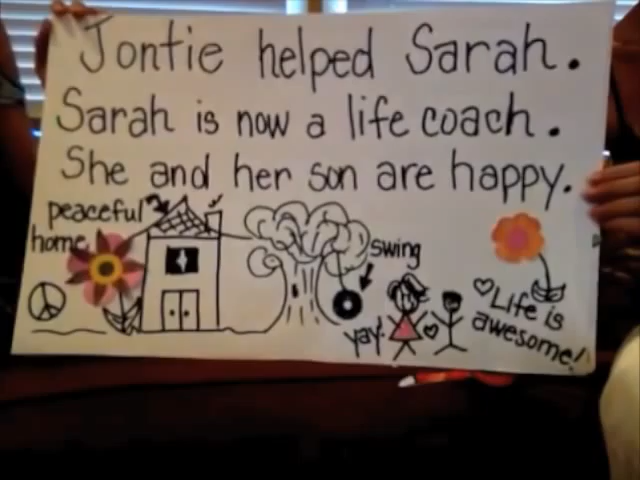 Jontie helped Sarah.
Sarah is now a life coach.
She and her son are happy.
peaceful
home
swing
yay!
Life is
awesome!